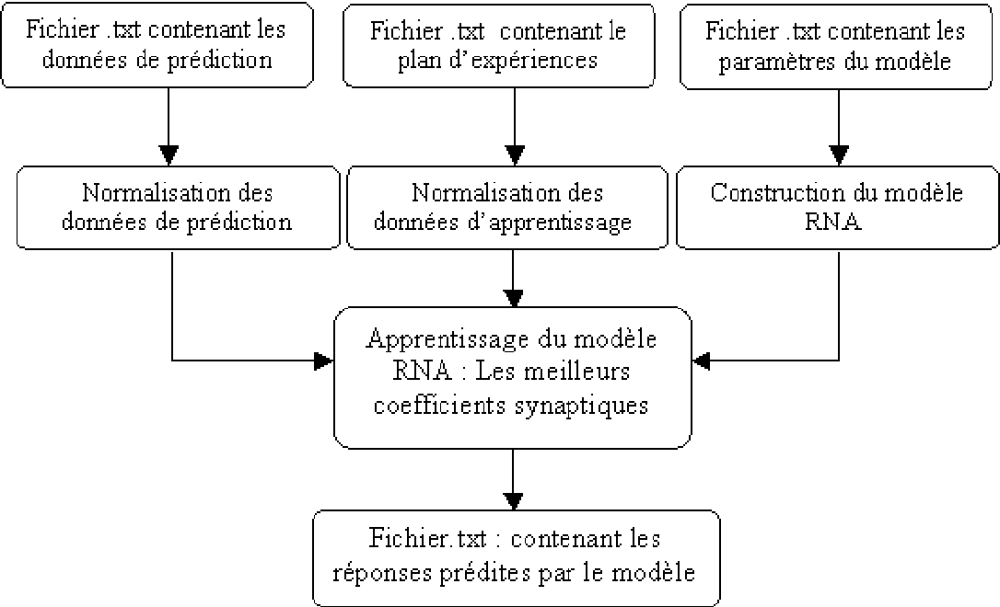 Fichier .txt contenant les
données de prédiction
Fichier .txt contenant le
plan d'expériences
Fichier .txt contenant les
paramètres du modèle
Normalisation des
données de prédiction
Normalisation des
données d'apprentissage
Construction du modèle
RNA
Apprentissage du modèle
RNA : Les meilleurs
coefficients synaptiques
Fichier.txt : contenant les
réponses prédites par le modèle